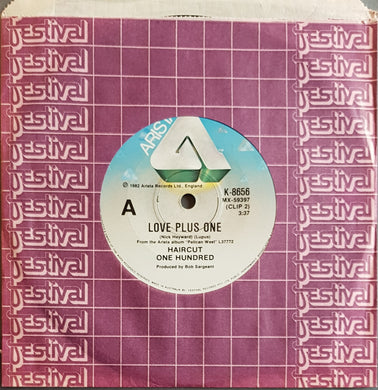 festival festival
festival festival
festival festival
festival festival
festival festival
festival festival
ARISTA
℗ 1982 Arista Records Ltd., England
K-8656
MX-59397
(CLIP 2)
3:37
A
LOVE PLUS ONE
(Nick Heyward) (Lupus)
From the Arista album "Pelican West" L37772
HAIRCUT
ONE HUNDRED
Produced by Bob Sargeant
festival festival